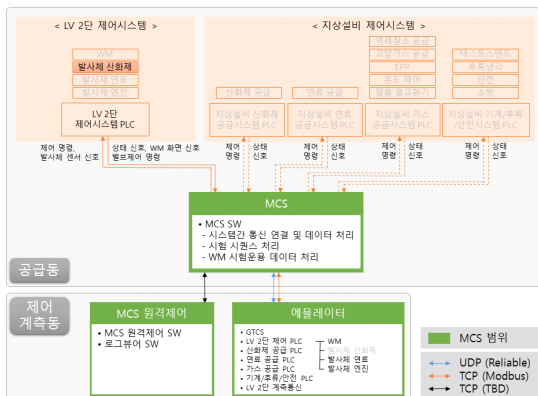 < LV 2단 제어시스템 >
WM
발사체 산화제
발사체 연료
발사체 엔진
LV 2단
제어시스템 PLC
< 지상설비 제어시스템 >
산화제 공급
지상설비 산화제
공급시스템 PLC
연료 공급
지상설비 연료
공급시스템 PLC
액체질소 공급
고압가스 공급
EPP
온도 제어
헬륨 열교환기
지상설비 가스
공급시스템 PLC
테스트스탠드
후류냉각
안전
소방
지상설비 기계/후류
/안전시스템 PLC
제어 명령,
발사체 센서 신호
상태 신호, WM 화면 신호
밸브제어 명령
제어
명령
상태
신호
제어
명령
상태
신호
제어
명령
상태
신호
제어
명령
상태
신호
MCS
• MCS SW
- 시스템간 통신 연결 및 데이터 처리
- 시험 시퀀스 처리
- WM 시험운용 데이터 처리
공급동
제어
계측동
MCS 원격제어
• MCS 원격제어 SW
• 로그뷰어 SW
에뮬레이터
• GTCS
• LV 2단 제어 PLC
• 산화제 공급 PLC
• 연료 공급 PLC
• 가스 공급 PLC
• 기계/후류/안전 PLC
• LV 2단 계측통신
WM
발사체 산화제
발사체 연료
발사체 엔진
MCS 범위
UDP (Reliable)
TCP (Modbus)
TCP (TBD)